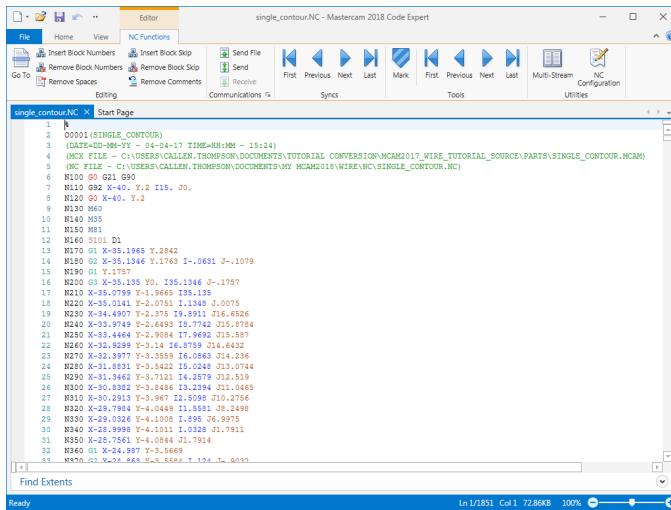 Editor
single_contour.NC - Mastercam 2018 Code Expert
File Home View NC Functions
Go To
Insert Block Numbers
Remove Block Numbers
Remove Spaces
Insert Block Skip
Remove Block Skip
Remove Comments
Editing
Send File
Send
Receive
Communications
First Previous Next Last
Syncs
Mark First Previous Next Last
Tools
Multi-Stream NC Configuration
Utilities
single_contour.NC Start Page
1 %
2 O0001(SINGLE_CONTOUR)
3 (DATE=DD-MM-YY - 04-04-17 TIME=HH:MM - 15:24)
4 (MCX FILE - C:\USERS\CALLEN.THOMPSON\DOCUMENTS\TUTORIAL CONVERSION\MCAM2017_WIRE_TUTORIAL_SOURCE\PARTS\SINGLE_CONTOUR.MCAM)
5 (NC FILE - C:\USERS\CALLEN.THOMPSON\DOCUMENTS\MY MCAM2018\WIRE\NC\SINGLE_CONTOUR.NC)
6 N100 G0 G21 G90
7 N110 G92 X-40. Y.2 I15. J0.
8 N120 G0 X-40. Y.2
9 N130 M60
10 N140 M35
11 N150 M81
12 N160 S101 D1
13 N170 G1 X-35.1965 Y.2842
14 N180 G2 X-35.1346 Y.1763 I-.0631 J-.1079
15 N190 G1 Y.1757
16 N200 G3 X-35.135 Y0. I35.1346 J-.1757
17 N210 X-35.0799 Y-1.9665 I35.135
18 N220 X-35.0141 Y-2.0751 I.1348 J.0075
19 N230 X-34.4907 Y-2.375 I9.8911 J16.6526
20 N240 X-33.9749 Y-2.6493 I8.7742 J15.8784
21 N250 X-33.4464 Y-2.9084 I7.9692 J15.587
22 N260 X-32.9299 Y-3.14 I6.8759 J14.6432
23 N270 X-32.3977 Y-3.3559 I6.0863 J14.236
24 N280 X-31.8831 Y-3.5422 I5.0248 J13.0744
25 N290 X-31.3462 Y-3.7121 I4.2579 J12.519
26 N300 X-30.8382 Y-3.8486 I3.2394 J11.0465
27 N310 X-30.2913 Y-3.967 I2.5098 J10.2756
28 N320 X-29.7984 Y-4.0449 I1.5581 J8.2498
29 N330 X-29.0326 Y-4.1008 I.895 J6.9975
30 N340 X-28.9998 Y-4.1011 I.0328 J1.7911
31 N350 X-28.7561 Y-4.0844 J1.7914
32 N360 G1 X-24.987 Y-3.5669
33 N370 G2 X-24.863 Y-3.5584 I.124 J-.9032
Find Extents
Ready
Ln 1/1851 Col 1 72.86KB 100%